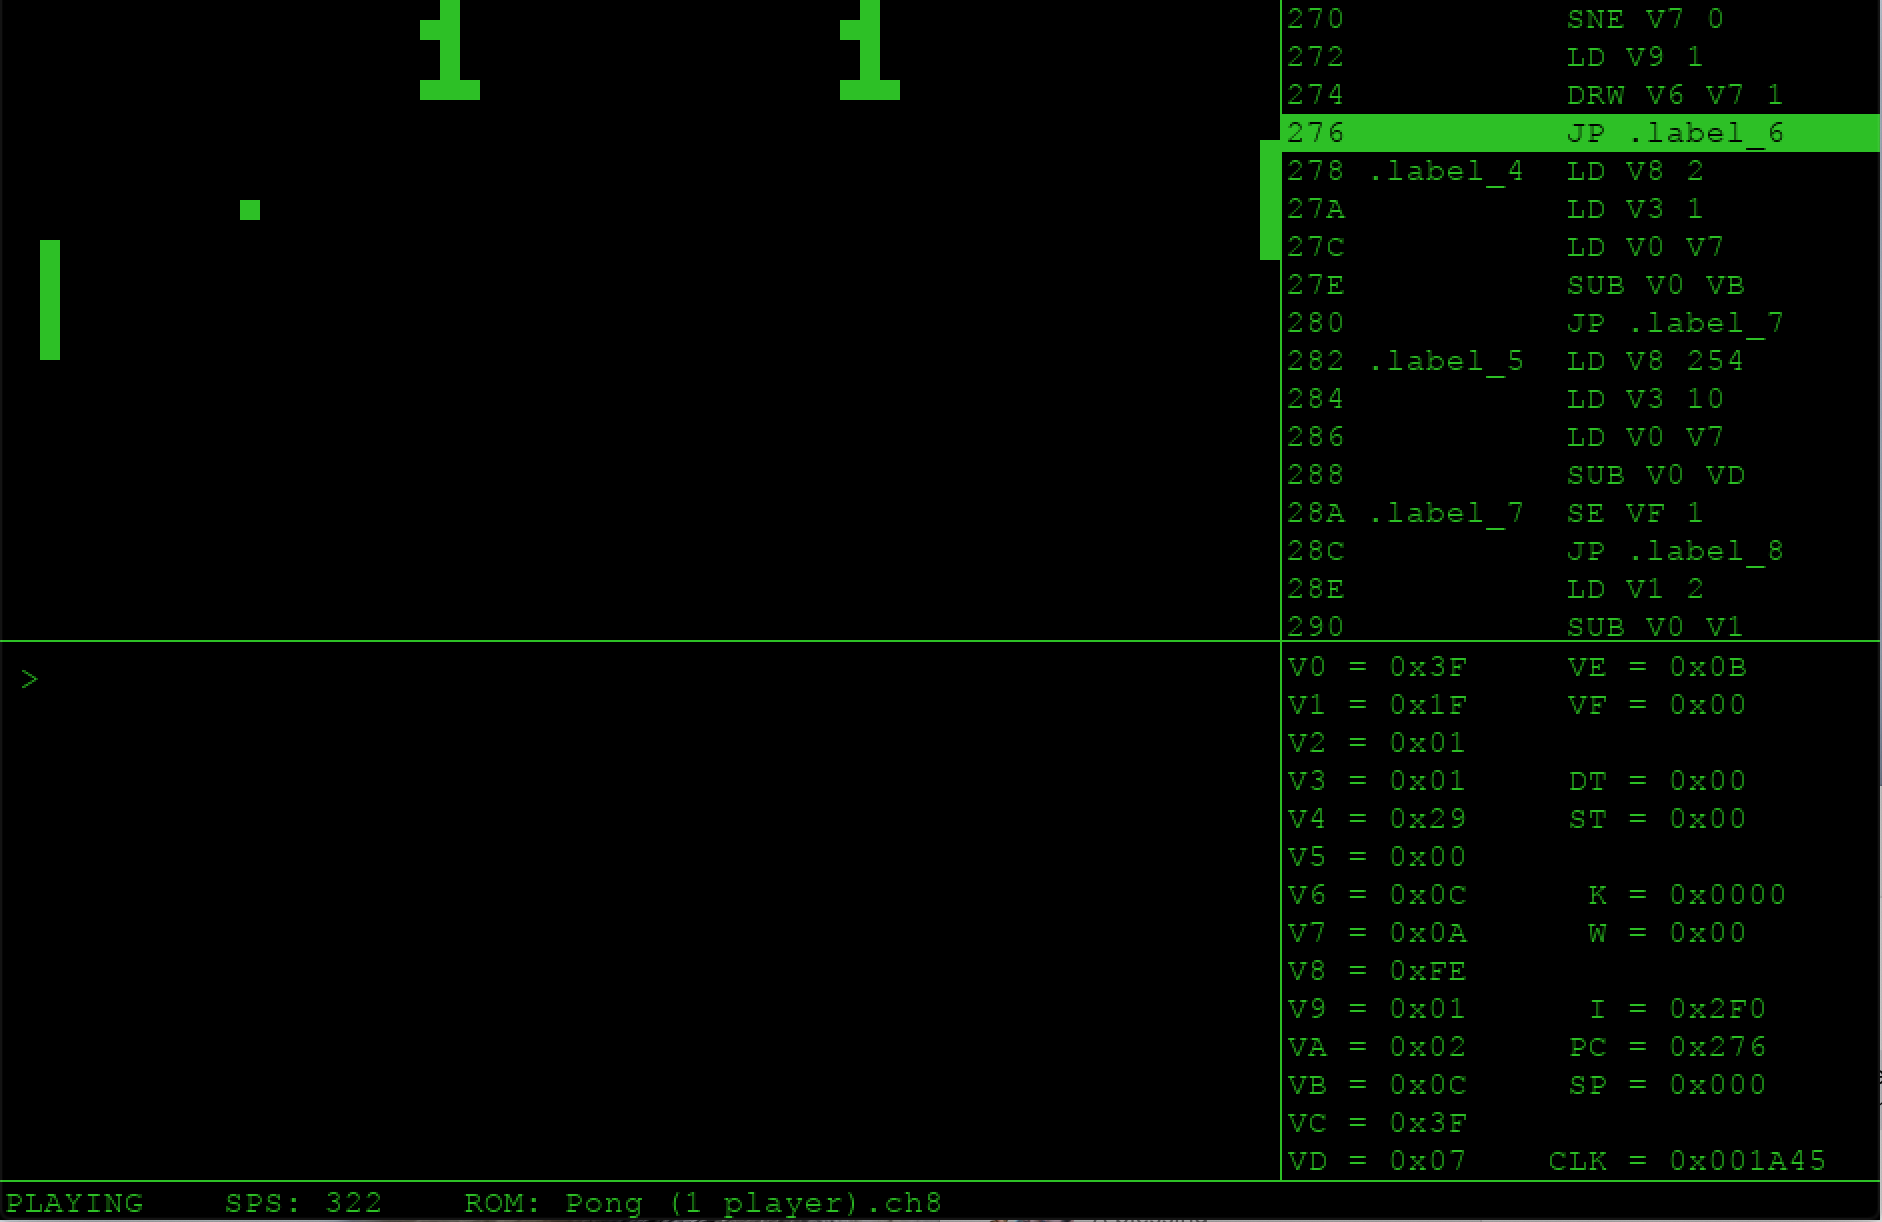 1 1
270 SNE V7 0
272 LD V9 1
274 DRW V6 V7 1
276 JP .label_6
278 .label_4 LD V8 2
27A LD V3 1
27C LD V0 V7
27E SUB V0 VB
280 JP .label_7
282 .label_5 LD V8 254
284 LD V3 10
286 LD V0 V7
288 SUB V0 VD
28A .label_7 SE VF 1
28C JP .label_8
28E LD V1 2
290 SUB V0 V1
>
V0 = 0x3F VE = 0x0B
V1 = 0x1F VF = 0x00
V2 = 0x01
V3 = 0x01 DT = 0x00
V4 = 0x29 ST = 0x00
V5 = 0x00
V6 = 0x0C K = 0x0000
V7 = 0x0A W = 0x00
V8 = 0xFE
V9 = 0x01 I = 0x2F0
VA = 0x02 PC = 0x276
VB = 0x0C SP = 0x000
VC = 0x3F
VD = 0x07 CLK = 0x001A45
PLAYING SPS: 322 ROM: Pong (1 player).ch8